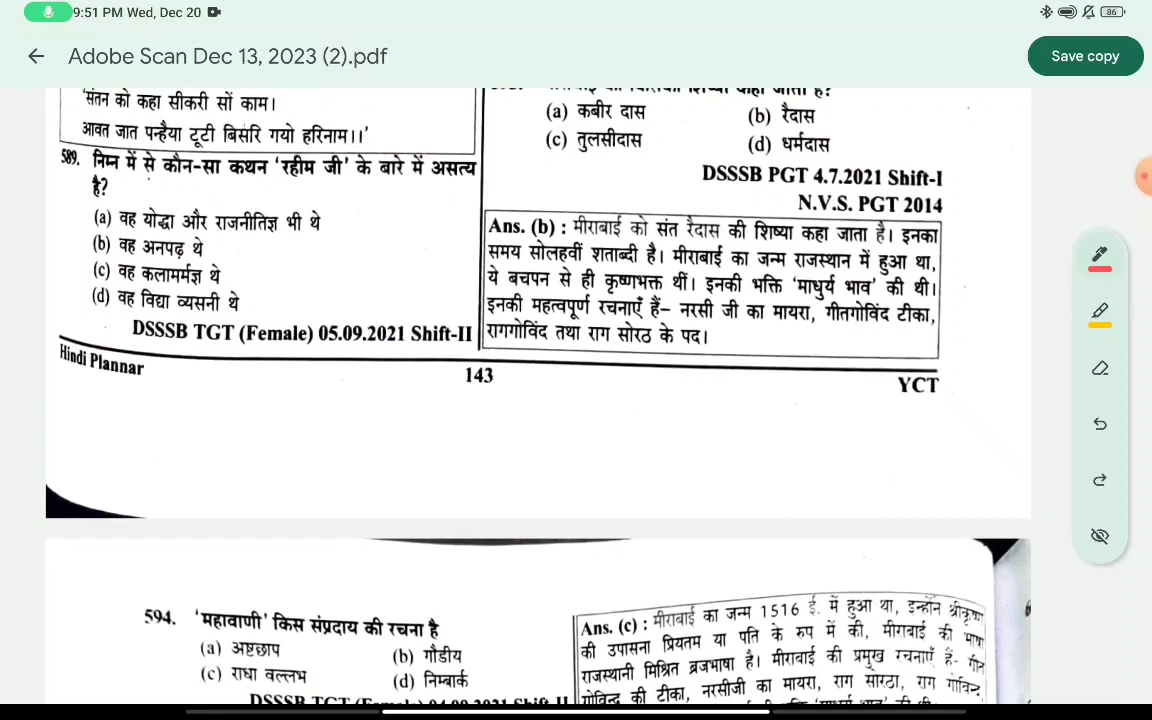 9:51 PM Wed, Dec 20
86
Adobe Scan Dec 13, 2023 (2).pdf
Save copy
'संतन को कहा सीकरी सों काम।
आवत जात पन्हैया टूटी बिसरि गयो हरिनाम।।'
589. निम्न में से कौन-सा कथन 'रहीम जी' के बारे में असत्य
है?
(a) वह योद्धा और राजनीतिज्ञ भी थे
(b) वह अनपढ़ थे
(c) वह कलामर्मज्ञ थे
(d) वह विद्या व्यसनी थे
DSSSB TGT (Female) 05.09.2021 Shift-II
(a) कबीर दास (b) रैदास
(c) तुलसीदास (d) धर्मदास
DSSSB PGT 4.7.2021 Shift-I
N.V.S. PGT 2014
Ans. (b) : मीराबाई को संत रैदास की शिष्या कहा जाता है। इनका
समय सोलहवीं शताब्दी है। मीराबाई का जन्म राजस्थान में हुआ था,
ये बचपन से ही कृष्णभक्त थीं। इनकी भक्ति 'माधुर्य भाव' की थी।
इनकी महत्वपूर्ण रचनाएँ हैं– नरसी जी का मायरा, गीतगोविंद टीका,
रागगोविंद तथा राग सोरठ के पद।
Hindi Plannar 143 YCT
594. 'महावाणी' किस संप्रदाय की रचना है
(a) अष्टछाप (b) गौडीय
(c) राधा वल्लभ (d) निम्बार्क
Ans. (c) : मीराबाई का जन्म 1516 ई. में हुआ था, इन्होंने श्रीकृष्ण
की उपासना प्रियतम या पति के रुप में की, मीराबाई की भाषा
राजस्थानी मिश्रित ब्रजभाषा है। मीराबाई की प्रमुख रचनाएँ हैं- गीत
गोविन्द की टीका, नरसीजी का मायरा, राग सोरठा, राग गोविन्द,